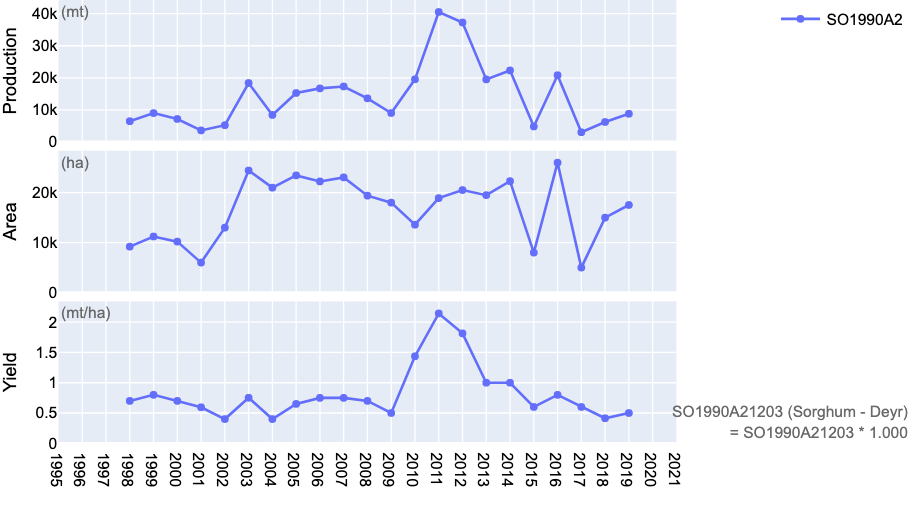 (mt)
SO1990A2
Production
40k
30k
20k
10k
0
(ha)
Area
20k
10k
0
(mt/ha)
Yield
2
1.5
1
0.5
0
SO1990A21203 (Sorghum - Deyr)
= SO1990A21203 * 1.000
1995
1996
1997
1998
1999
2000
2001
2002
2003
2004
2005
2006
2007
2008
2009
2010
2011
2012
2013
2014
2015
2016
2017
2018
2019
2020
2021